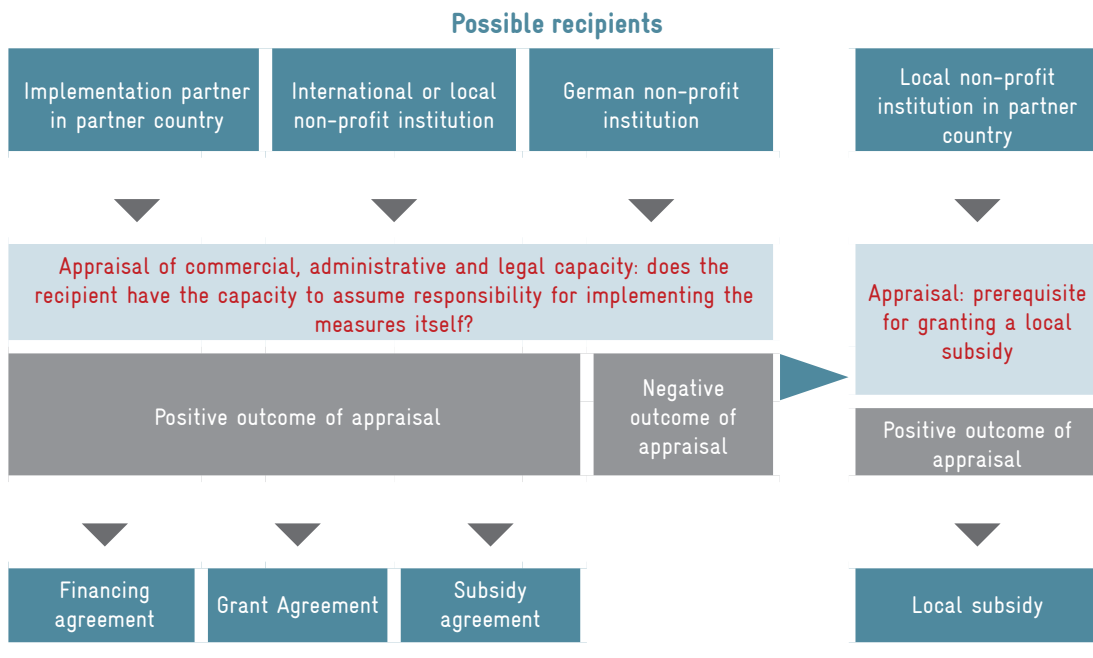 Possible recipients
Implementation partner
in partner country
International or local
non-profit institution
German non-profit
institution
Local non-profit
institution in partner
country
Appraisal of commercial, administrative and legal capacity: does the
recipient have the capacity to assume responsibility for implementing the
measures itself?
Appraisal: prerequisite
for granting a local
subsidy
Positive outcome of appraisal
Negative
outcome of
appraisal
Positive outcome of
appraisal
Financing
agreement
Grant Agreement
Subsidy
agreement
Local subsidy